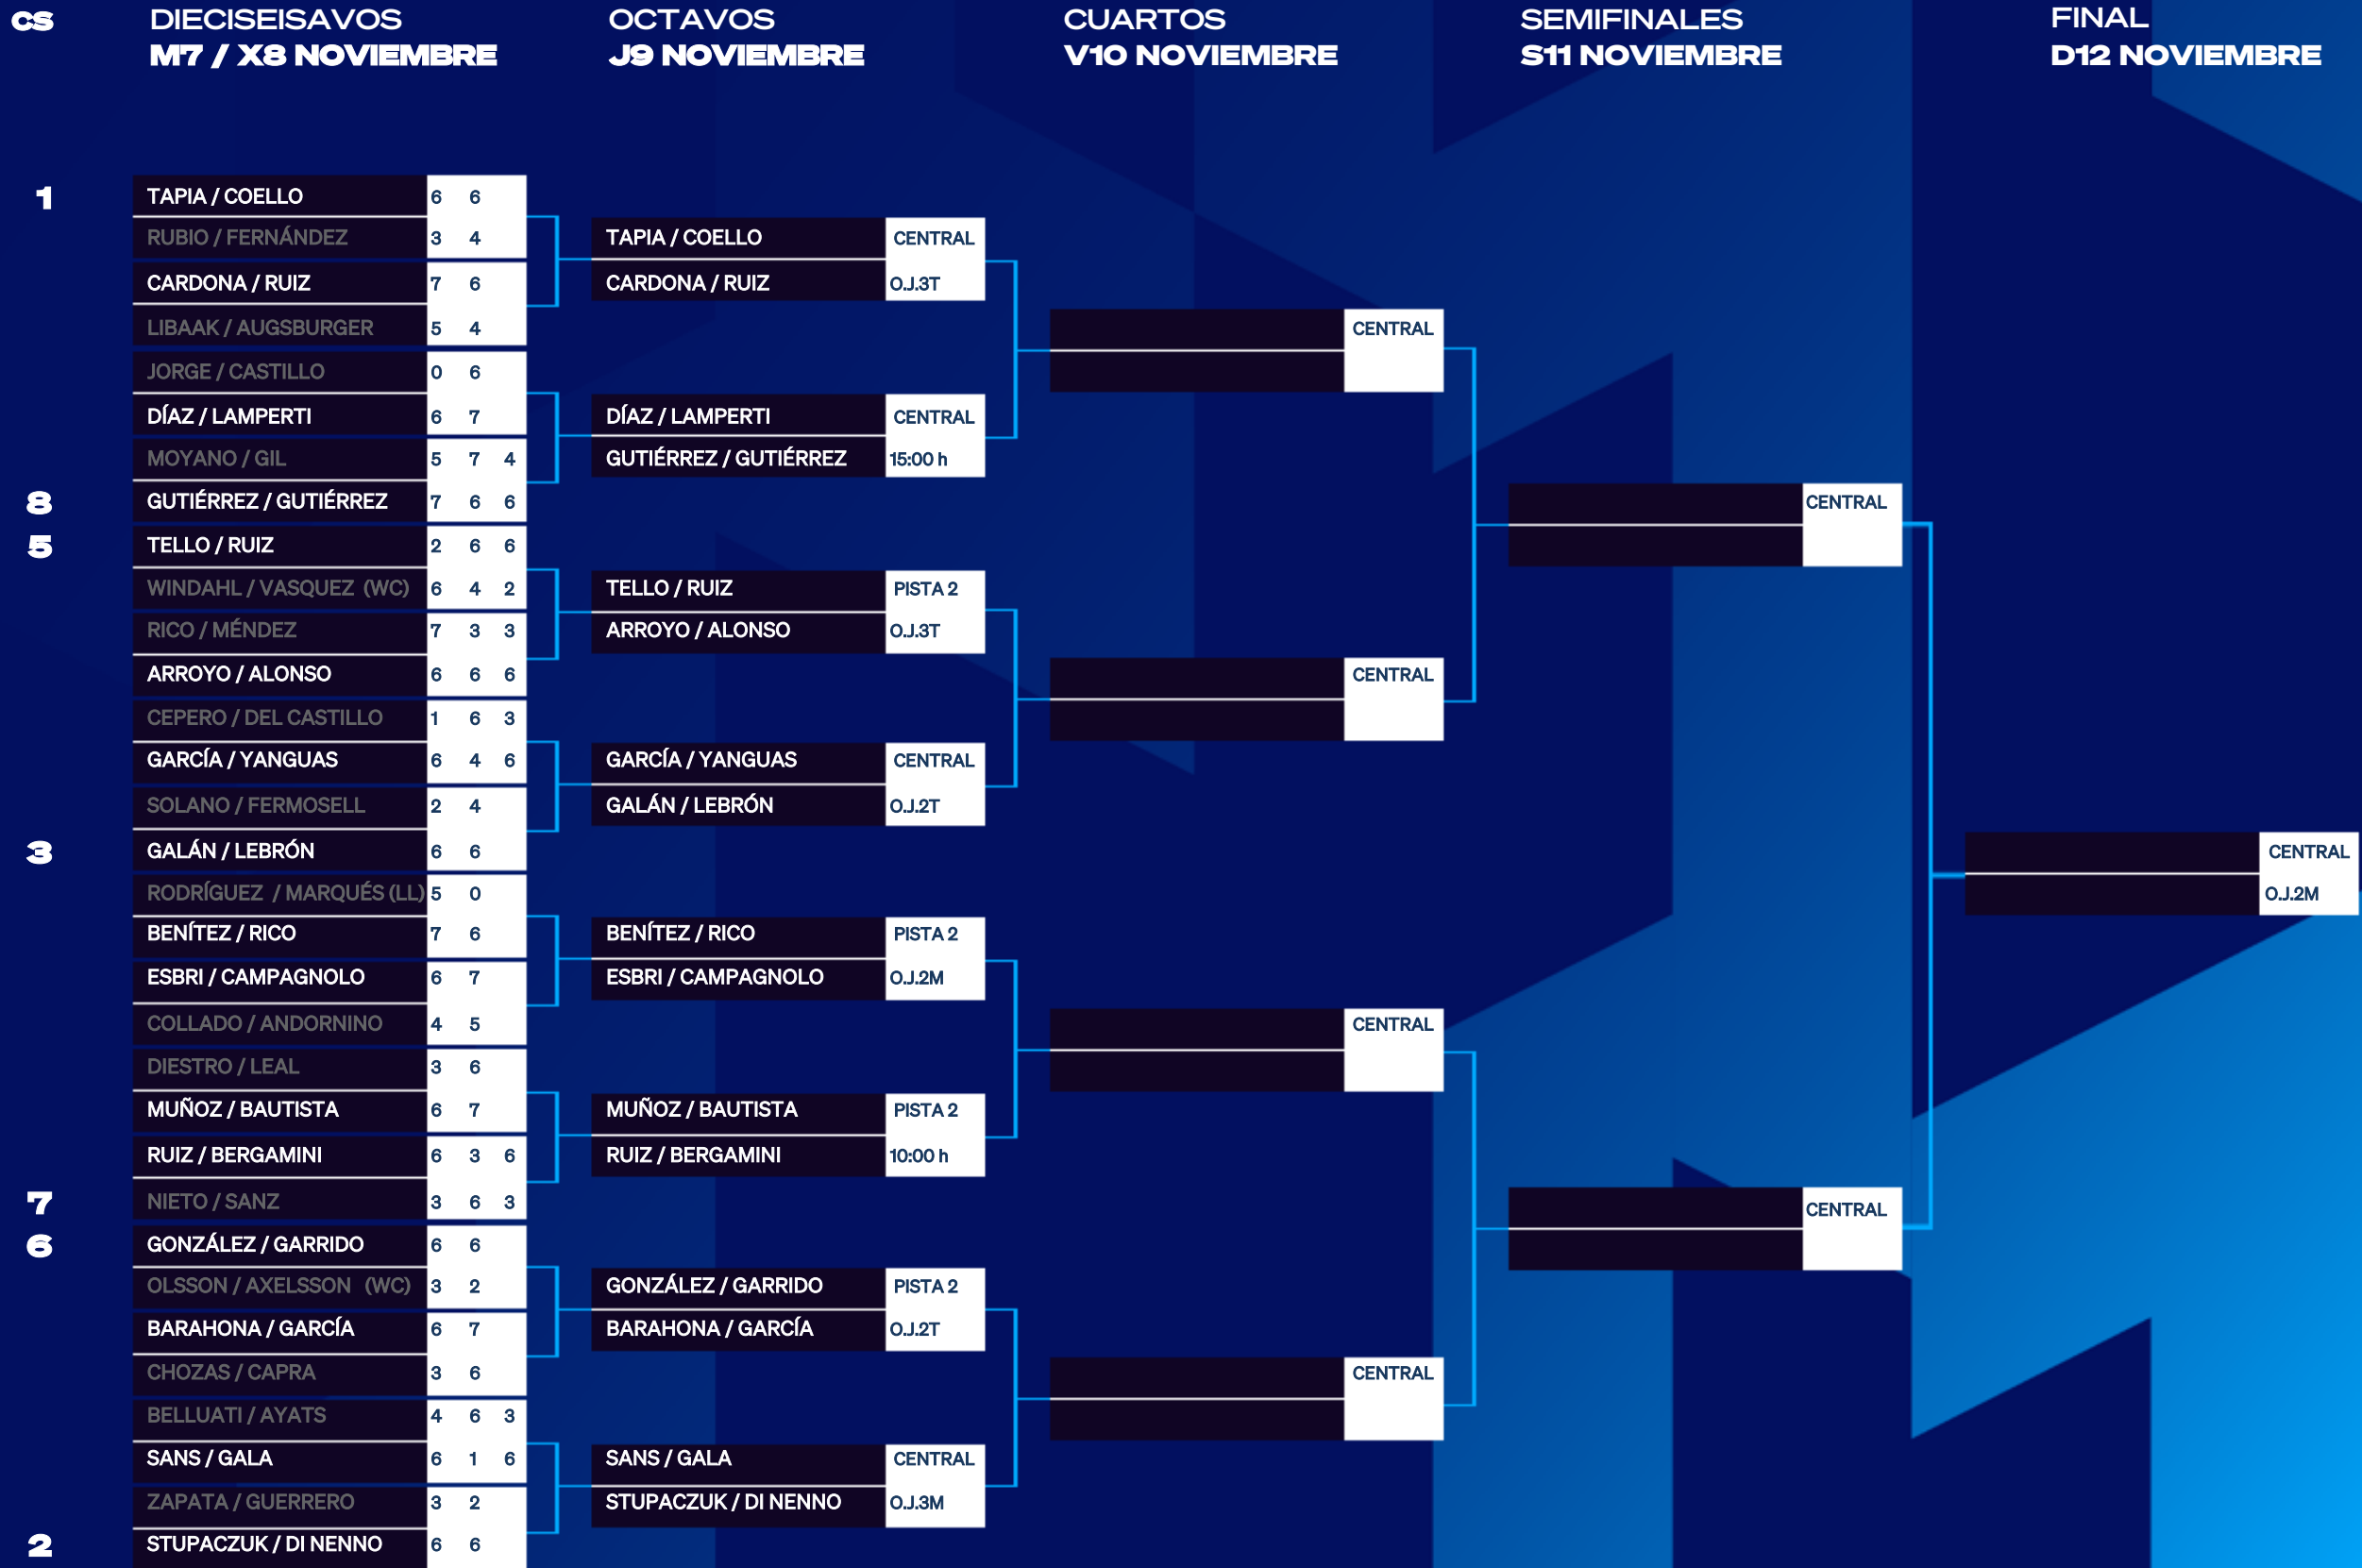 CS
DIECISEISAVOS
M7 / X8 NOVIEMBRE
OCTAVOS
J9 NOVIEMBRE
CUARTOS
V10 NOVIEMBRE
SEMIFINALES
S11 NOVIEMBRE
FINAL
D12 NOVIEMBRE
1 TAPIA / COELLO 6 6
RUBIO / FERNÁNDEZ 3 4
CARDONA / RUIZ 7 6
LIBAAK / AUGSBURGER 5 4
JORGE / CASTILLO 0 6
DÍAZ / LAMPERTI 6 7
MOYANO / GIL 5 7 4
8 GUTIÉRREZ / GUTIÉRREZ 7 6 6
5 TELLO / RUIZ 2 6 6
WINDAHL / VASQUEZ (WC) 6 4 2
RICO / MÉNDEZ 7 3 3
ARROYO / ALONSO 6 6 6
CEPERO / DEL CASTILLO 1 6 3
GARCÍA / YANGUAS 6 4 6
SOLANO / FERMOSELL 2 4
3 GALÁN / LEBRÓN 6 6
RODRÍGUEZ / MARQUÉS (LL) 5 0
BENÍTEZ / RICO 7 6
ESBRI / CAMPAGNOLO 6 7
COLLADO / ANDORNINO 4 5
DIESTRO / LEAL 3 6
MUÑOZ / BAUTISTA 6 7
RUIZ / BERGAMINI 6 3 6
7 NIETO / SANZ 3 6 3
6 GONZÁLEZ / GARRIDO 6 6
OLSSON / AXELSSON (WC) 3 2
BARAHONA / GARCÍA 6 7
CHOZAS / CAPRA 3 6
BELLUATI / AYATS 4 6 3
SANS / GALA 6 1 6
ZAPATA / GUERRERO 3 2
2 STUPACZUK / DI NENNO 6 6
TAPIA / COELLO CENTRAL
CARDONA / RUIZ O.J.3T
DÍAZ / LAMPERTI CENTRAL
GUTIÉRREZ / GUTIÉRREZ 15:00 h
TELLO / RUIZ PISTA 2
ARROYO / ALONSO O.J.3T
GARCÍA / YANGUAS CENTRAL
GALÁN / LEBRÓN O.J.2T
BENÍTEZ / RICO PISTA 2
ESBRI / CAMPAGNOLO O.J.2M
MUÑOZ / BAUTISTA PISTA 2
RUIZ / BERGAMINI 10:00 h
GONZÁLEZ / GARRIDO PISTA 2
BARAHONA / GARCÍA O.J.2T
SANS / GALA CENTRAL
STUPACZUK / DI NENNO O.J.3M
CENTRAL
CENTRAL
CENTRAL
CENTRAL
CENTRAL
CENTRAL
CENTRAL
O.J.2M